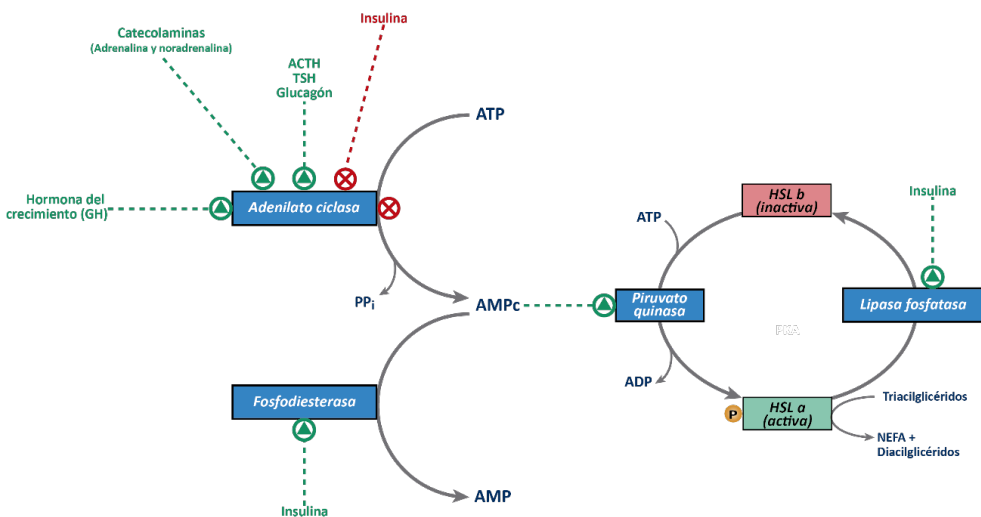 Insulina
Catecolaminas
(Adrenalina y noradrenalina)
ACTH
TSH
Glucagón
ATP
Hormona del
crecimiento (GH)
Adenilato ciclasa
PPi
AMPc
Fosfodiesterasa
Insulina
AMP
HSL b
(inactiva)
Insulina
ATP
Piruvato
quinasa
Lipasa fosfatasa
PKA
ADP
P
HSL a
(activa)
Triacilglicéridos
NEFA +
Diacilglicéridos